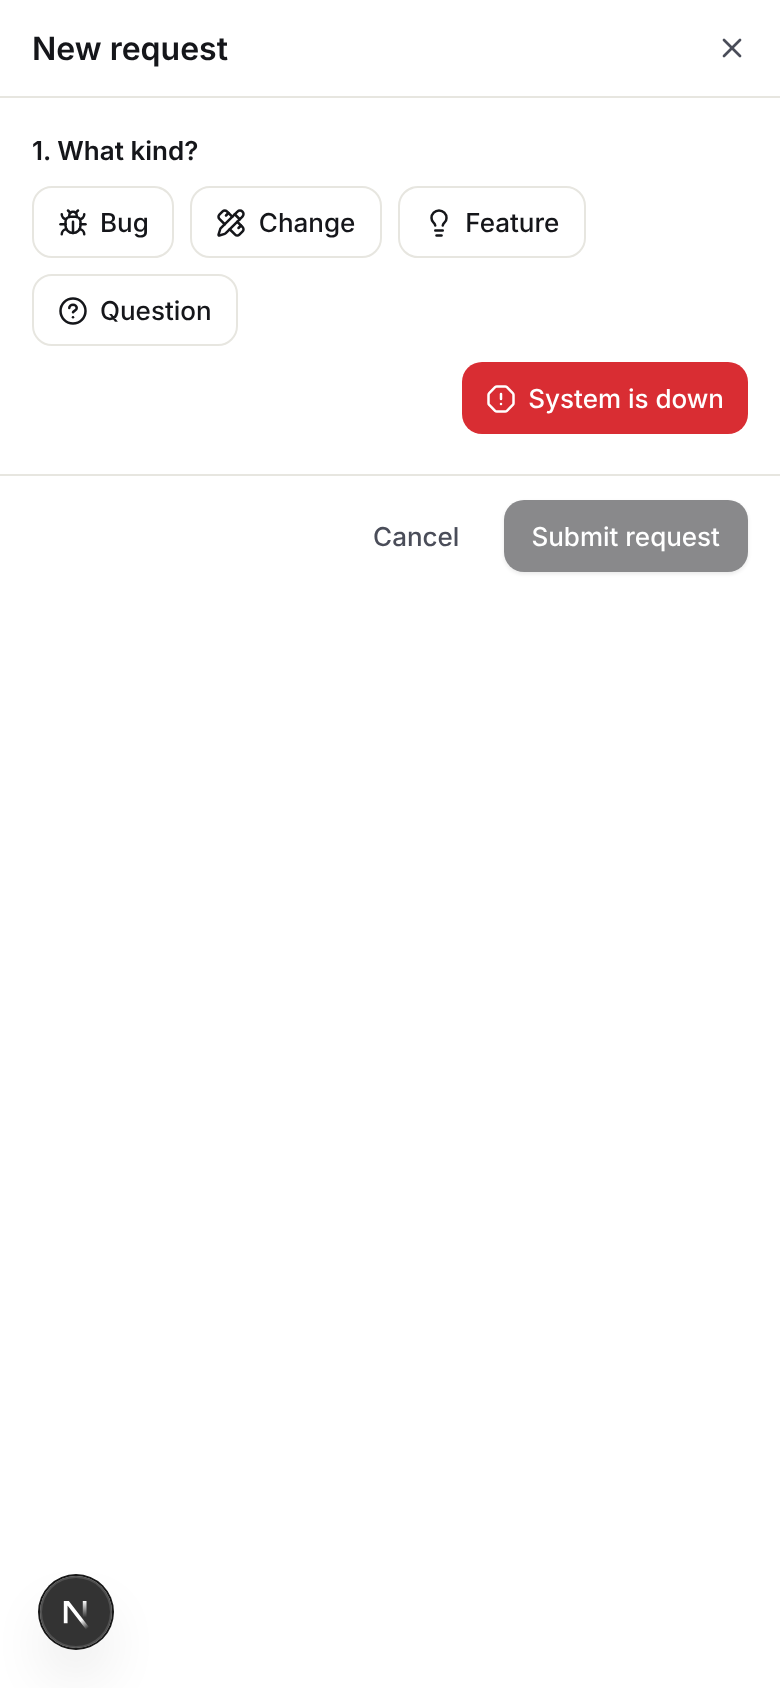 New request
1. What kind?
Bug Change Feature
Question
System is down
Cancel Submit request
N